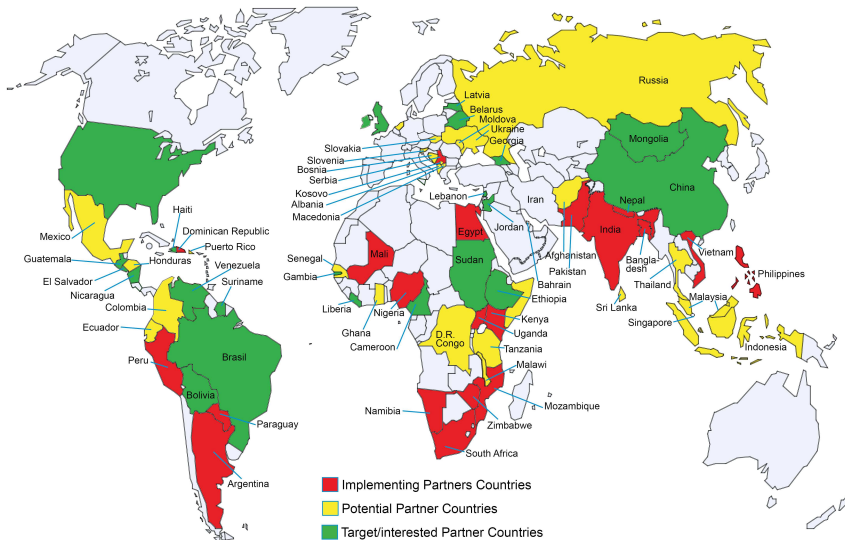 Russia
Latvia
Belarus
Moldova
Ukraine
Georgia
Slovakia
Slovenia
Bosnia
Serbia
Kosovo
Albania
Macedonia
Mongolia
China
Nepal
Iran
Lebanon
Jordan
Egypt
India
Afghanistan
Pakistan
Bahrain
Bangla-
desh
Vietnam
Thailand
Philippines
Malaysia
Sri Lanka
Singapore
Indonesia
Haiti
Dominican Republic
Puerto Rico
Mexico
Guatemala
Honduras
El Salvador
Nicaragua
Venezuela
Suriname
Colombia
Ecuador
Peru
Brasil
Bolivia
Paraguay
Argentina
Senegal
Gambia
Mali
Sudan
Liberia
Ghana
Nigeria
Cameroon
Ethiopia
Kenya
Uganda
D.R.
Congo
Tanzania
Malawi
Mozambique
Namibia
Zimbabwe
South Africa
Implementing Partners Countries
Potential Partner Countries
Target/interested Partner Countries